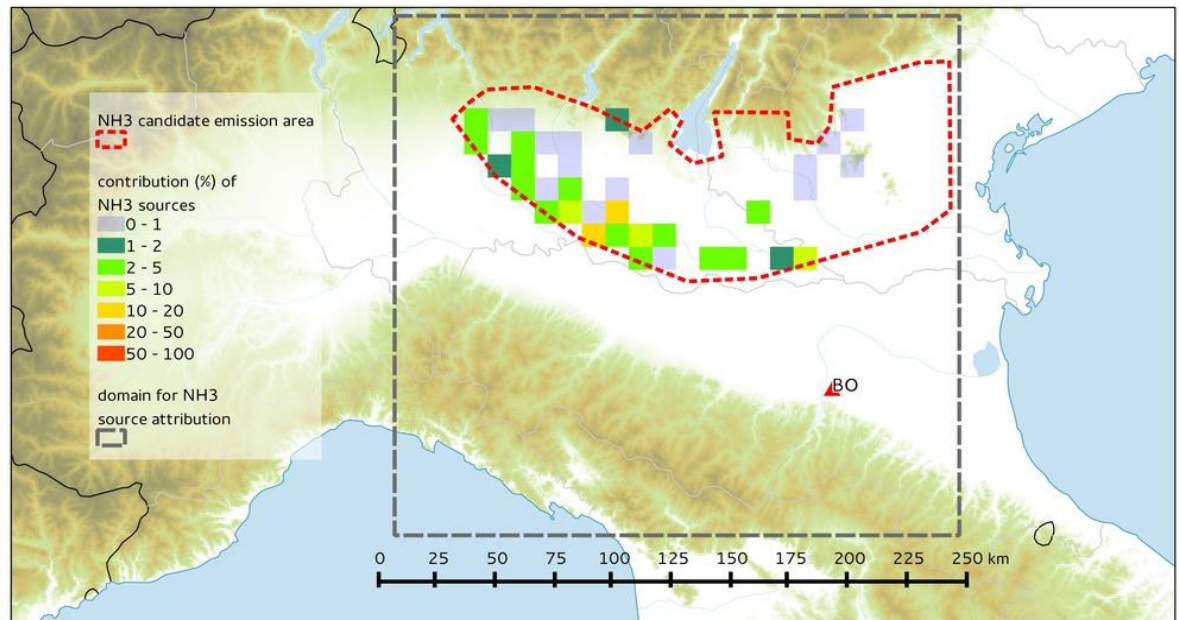 NH3 candidate emission area
contribution (%) of
NH3 sources
0 - 1
1 - 2
2 - 5
5 - 10
10 - 20
20 - 50
50 - 100
domain for NH3
source attribution
BO
0 25 50 75 100 125 150 175 200 225 250 km